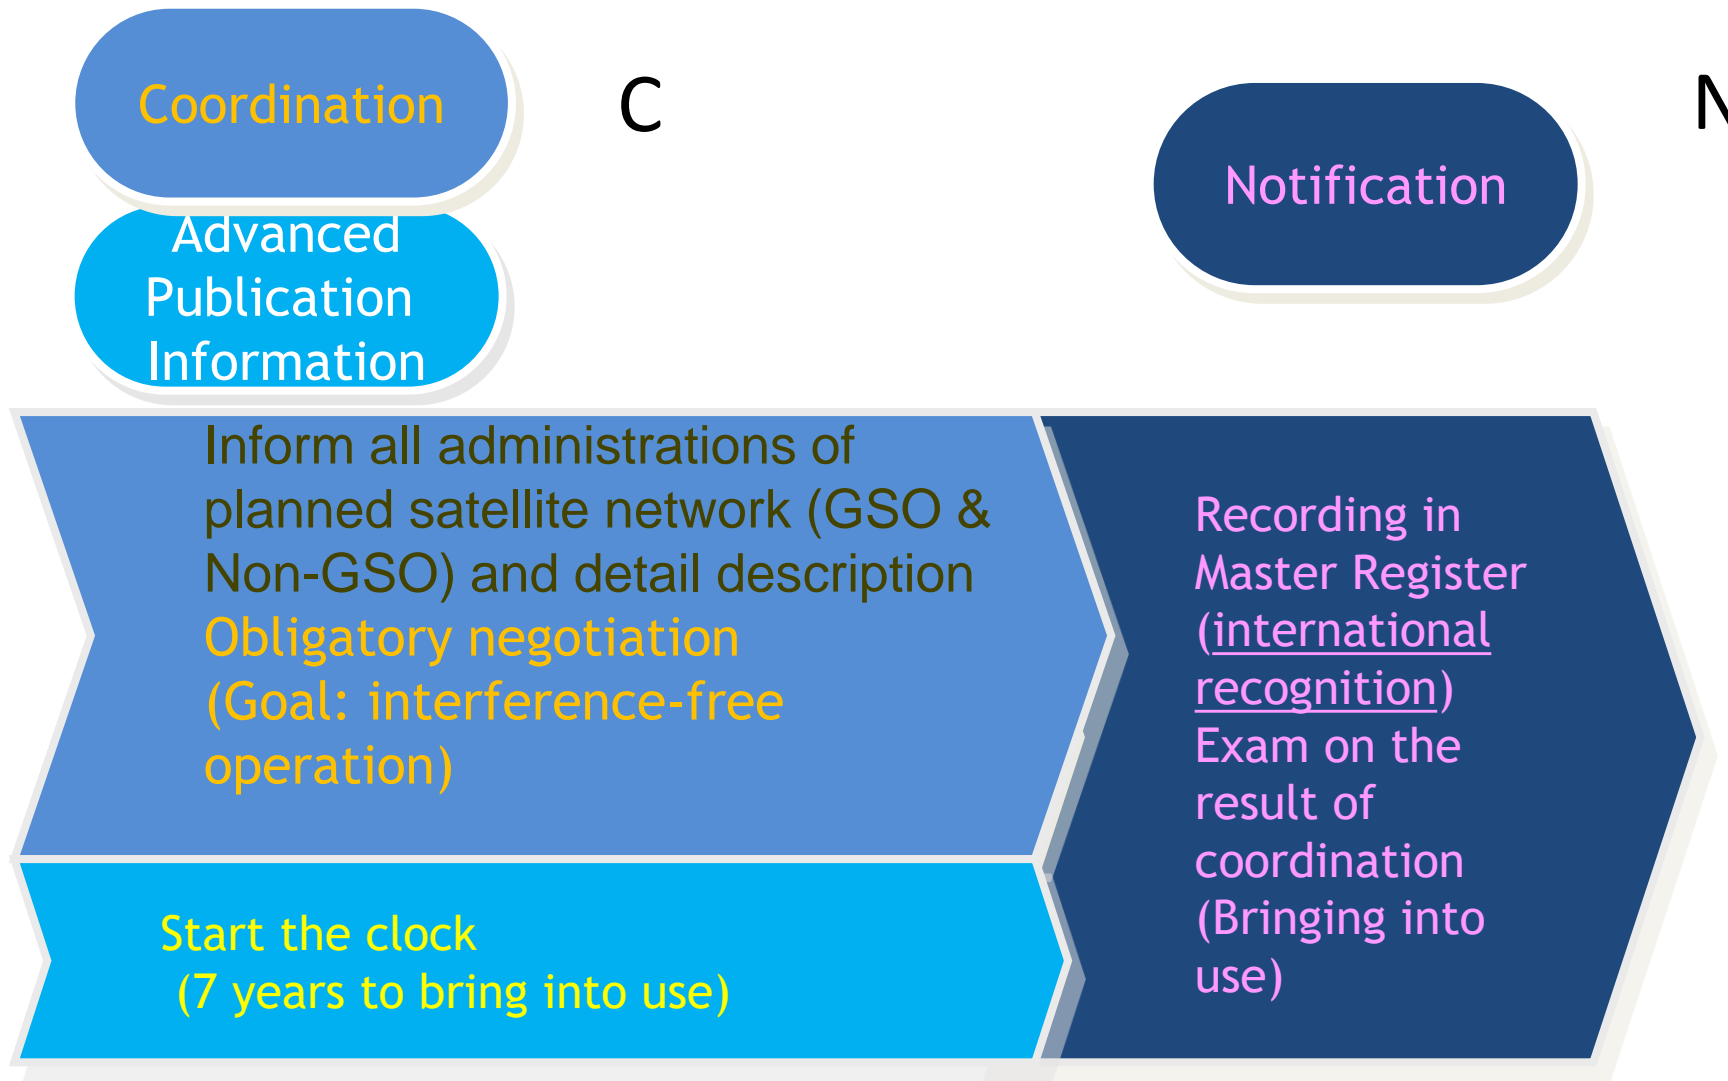 Coordination
C
Advanced
Publication
Information
Notification
N
Inform all administrations of
planned satellite network (GSO &
Non-GSO) and detail description
Obligatory negotiation
(Goal: interference-free
operation)
Start the clock
(7 years to bring into use)
Recording in
Master Register
(international
recognition)
Exam on the
result of
coordination
(Bringing into
use)